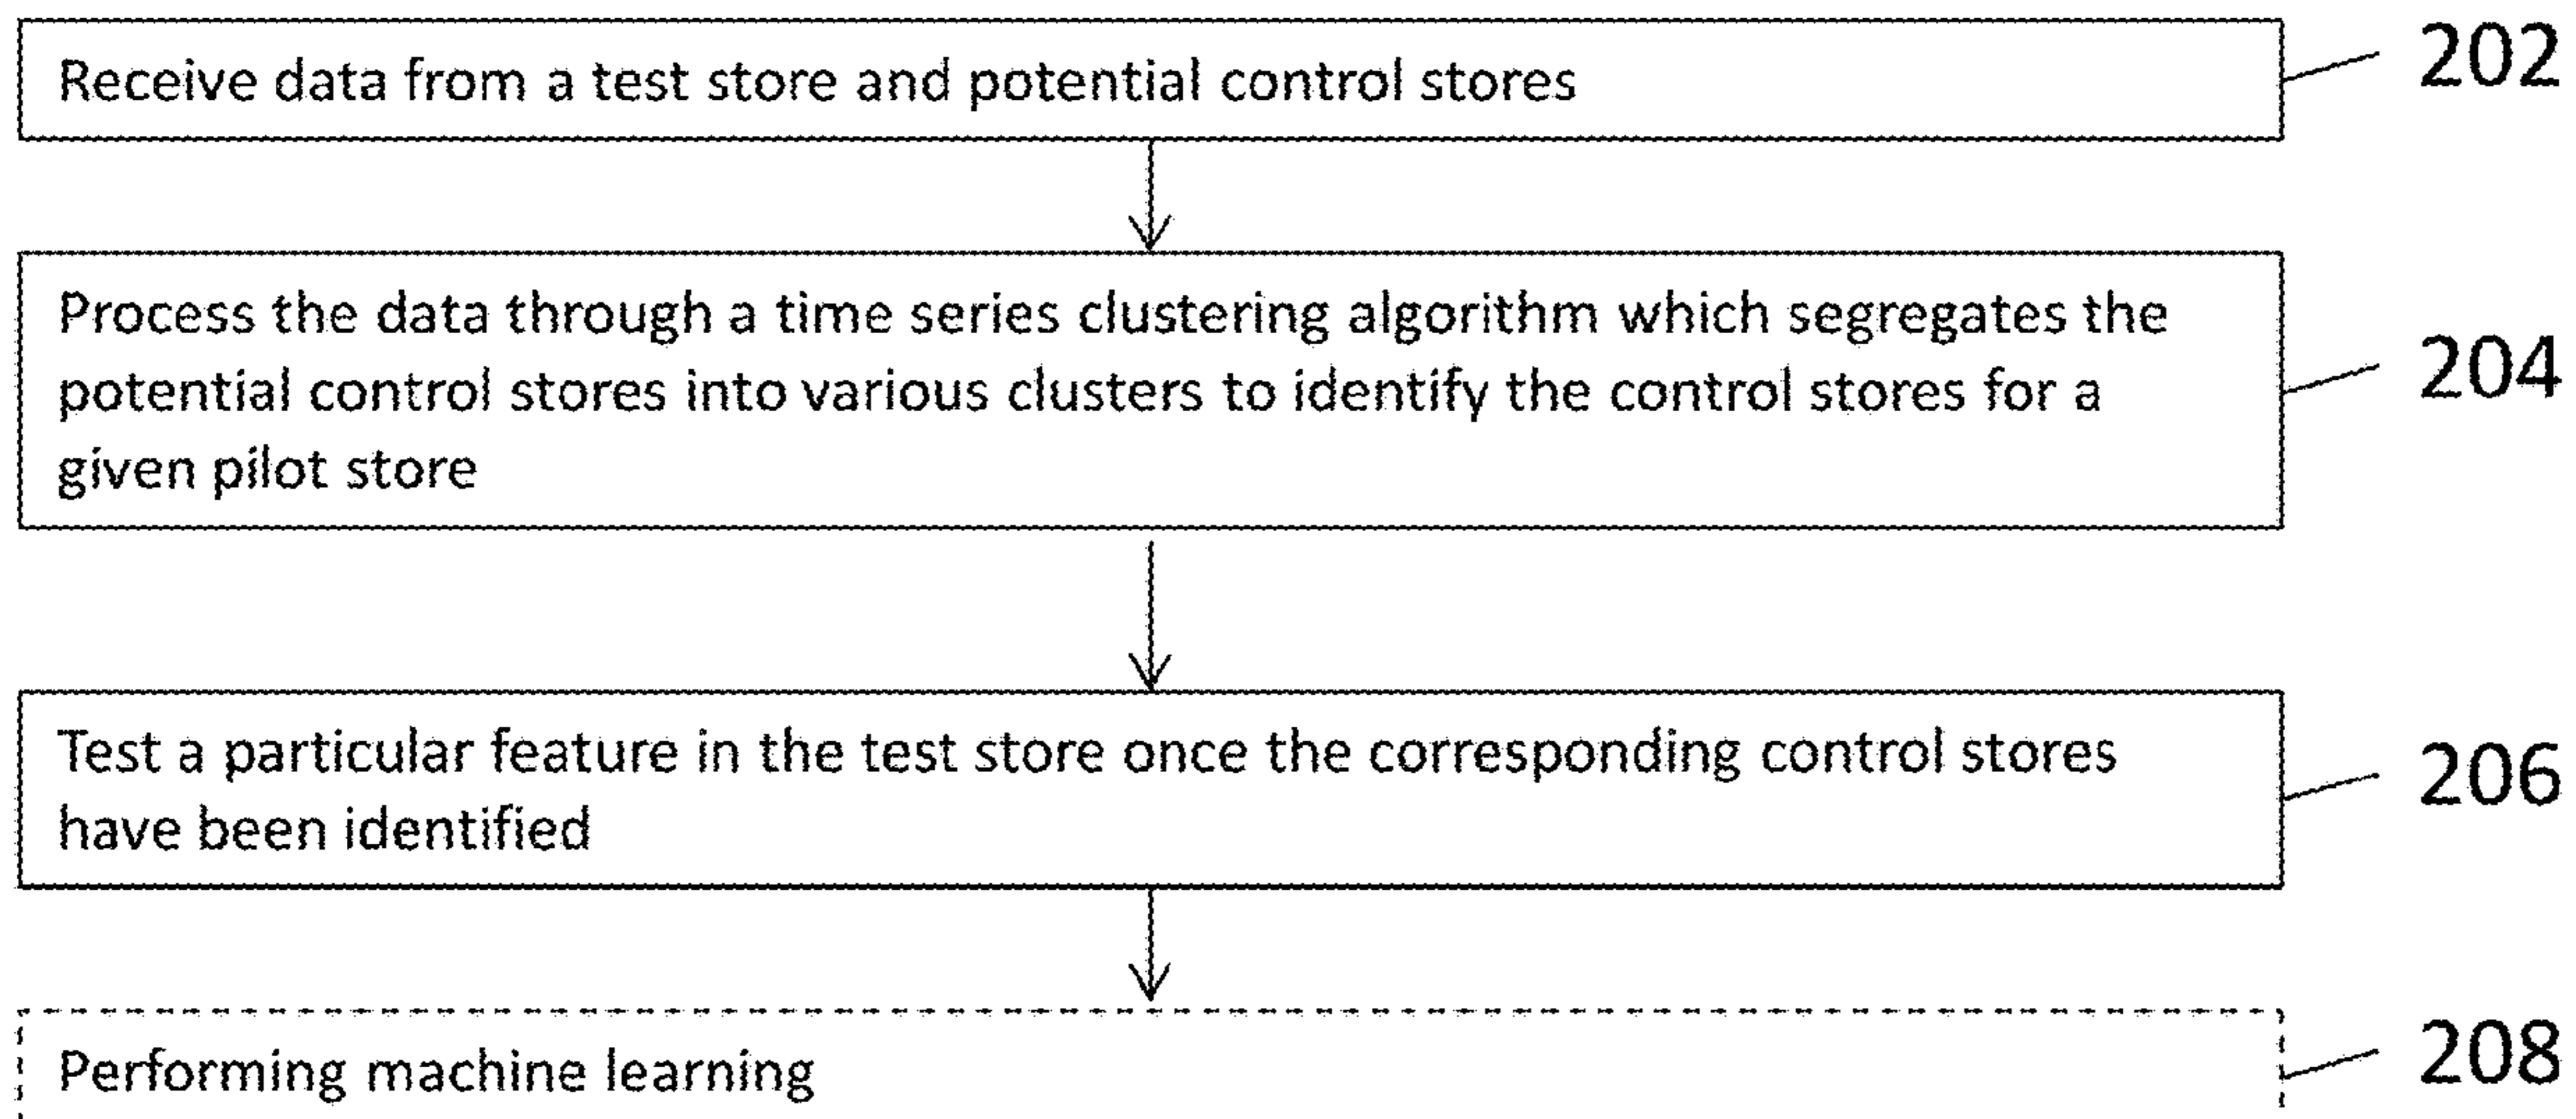 Receive data from a test store and potential control stores
202
Process the data through a time series clustering algorithm which segregates the
potential control stores into various clusters to identify the control stores for a
given pilot store
204
Test a particular feature in the test store once the corresponding control stores
have been identified
206
Performing machine learning
208